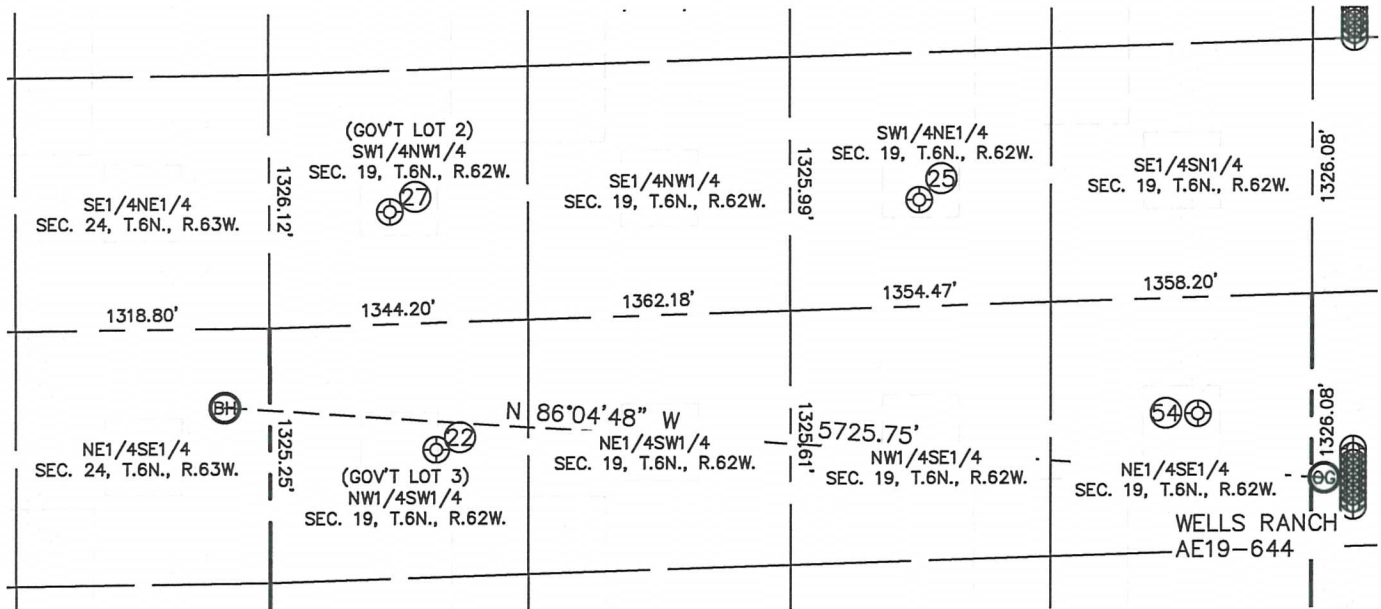 (GOV'T LOT 2)
SW1/4NW1/4
SEC. 19, T.6N., R.62W.
27
SE1/4NE1/4
SEC. 24, T.6N., R.63W.
1326.12'
SE1/4NW1/4
SEC. 19, T.6N., R.62W.
1325.99'
SW1/4NE1/4
SEC. 19, T.6N., R.62W.
25
SE1/4SN1/4
SEC. 19, T.6N., R.62W.
1326.08'
1318.80'
1344.20'
1362.18'
1354.47'
1358.20'
BH
N 86°04'48" W
5725.75'
NE1/4SE1/4
SEC. 24, T.6N., R.63W.
1325.25'
22
(GOV'T LOT 3)
NW1/4SW1/4
SEC. 19, T.6N., R.62W.
NE1/4SW1/4
SEC. 19, T.6N., R.62W.
1325.61'
NW1/4SE1/4
SEC. 19, T.6N., R.62W.
54
NE1/4SE1/4
SEC. 19, T.6N., R.62W.
1326.08'
OG
WELLS RANCH
AE19-644